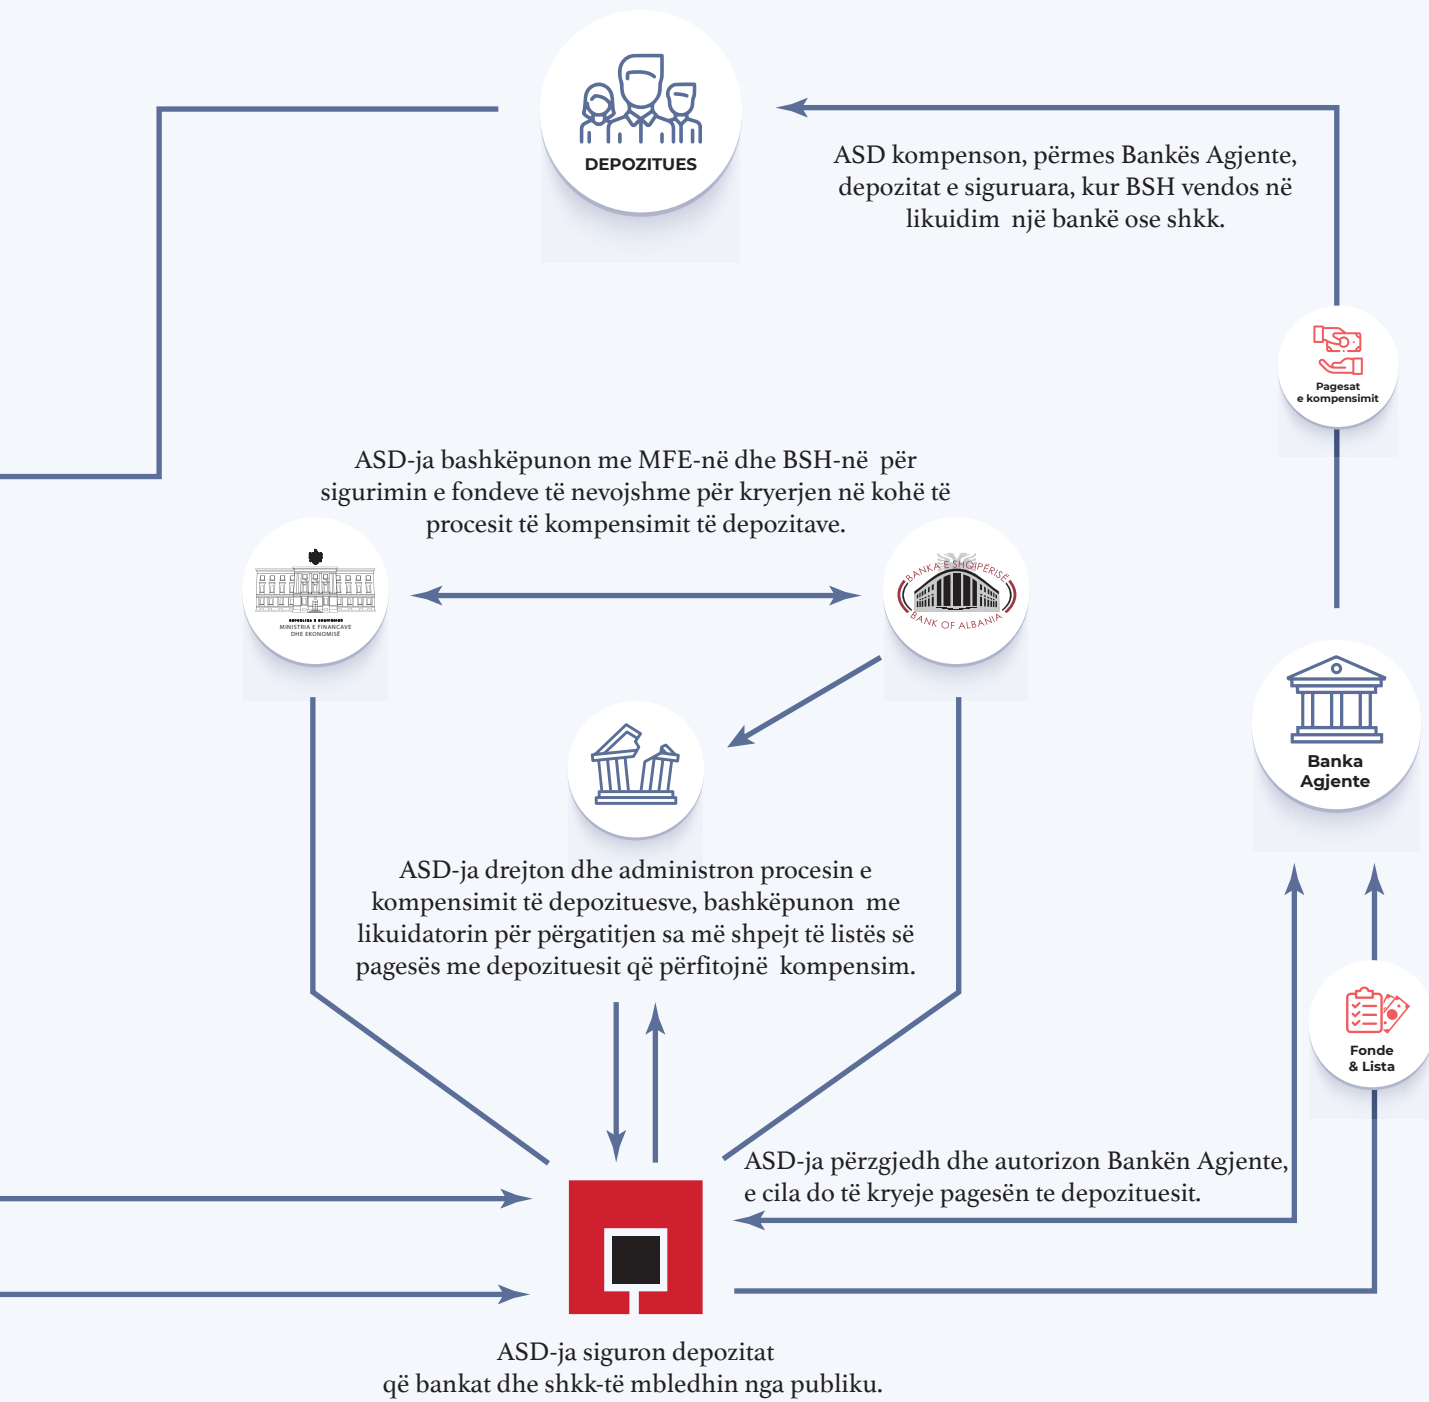 DEPOZITUES
ASD kompenson, përmes Bankës Agjente,
depozitat e siguruara, kur BSH vendos në
likuidim një bankë ose shkk.
Pagesat
e kompensimit
ASD-ja bashkëpunon me MFE-në dhe BSH-në për
sigurimin e fondeve të nevojshme për kryerjen në kohë të
procesit të kompensimit të depozitave.
REPUBLIKA E SHQIPËRISË
MINISTRIA E FINANCAVE
DHE EKONOMISË
BANKA E SHQIPËRISË
BANK OF ALBANIA
Banka
Agjente
ASD-ja drejton dhe administron procesin e
kompensimit të depozituesve, bashkëpunon me
likuidatorin për përgatitjen sa më shpejt të listës së
pagesës me depozituesit që përfitojnë kompensim.
Fonde
& Lista
ASD-ja përzgjedh dhe autorizon Bankën Agjente,
e cila do të kryeje pagesën te depozituesit.
ASD-ja siguron depozitat
që bankat dhe shkk-të mbledhin nga publiku.